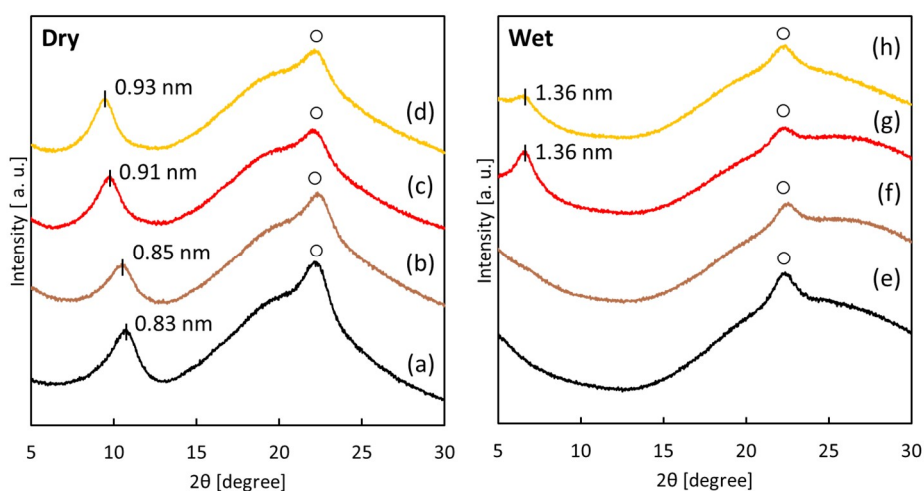 Dry
0.93 nm
(d)
0.91 nm
(c)
0.85 nm
(b)
0.83 nm
(a)
Intensity [ a. u.]
5 10 15 20 25 30
2θ [degree]
Wet
(h)
1.36 nm
(g)
1.36 nm
(f)
(e)
Intensity [a. u.]
5 10 15 20 25 30
2θ [degree]